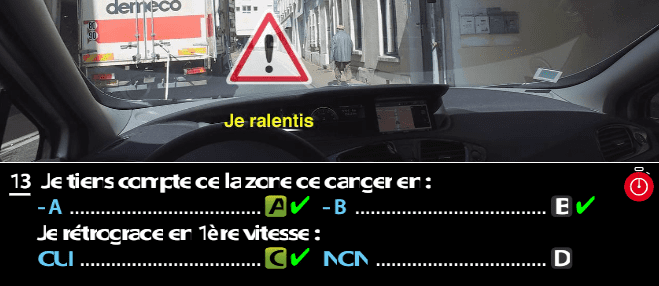 demeco
Je ralentis
13 Je tiens compte de la zone de danger en :
- A ........................................ A ✔ - B ........................................ B ✔
Je rétrograde en 1ère vitesse :
OUI ........................................ C ✔ NON ........................................ D